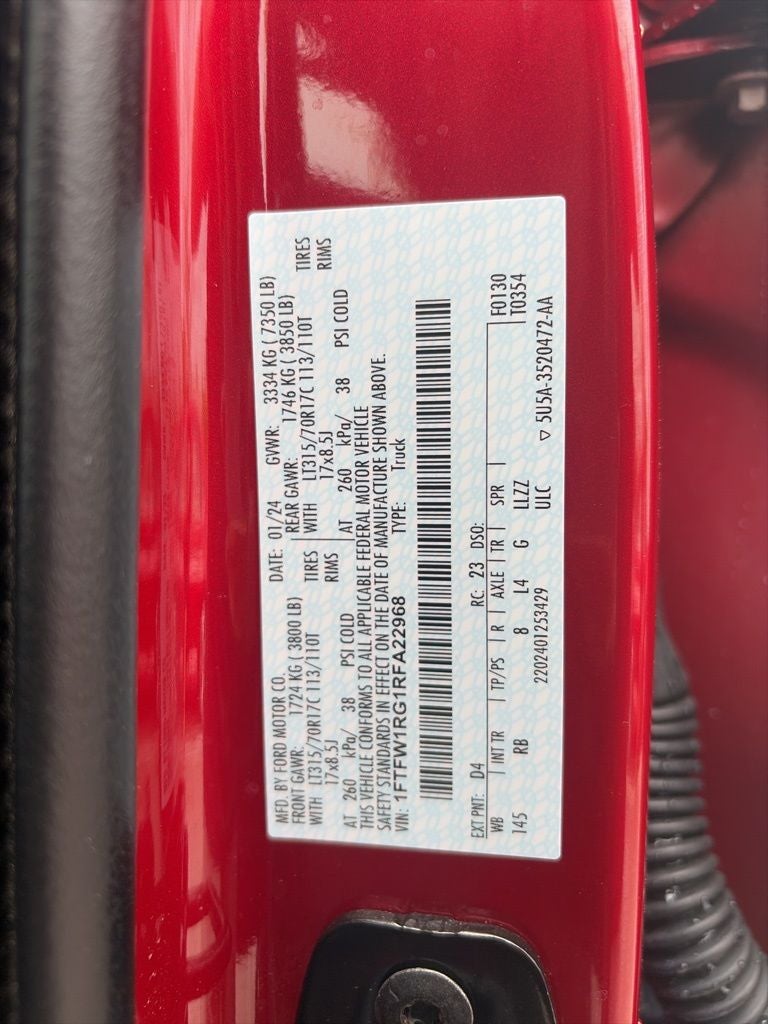 MFD. BY FORD MOTOR CO. DATE: 01/24 GVWR: 3334 KG ( 7350 LB)
FRONT GAWR: 1724 KG ( 3800 LB) REAR GAWR: 1746 KG ( 3850 LB)
WITH LT315/70R17C 113/110T TIRES WITH LT315/70R17C 113/110T TIRES
17x8.5J RIMS 17x8.5J RIMS
AT 260 kPa/ 38 PSI COLD AT 260 kPa/ 38 PSI COLD
THIS VEHICLE CONFORMS TO ALL APPLICABLE FEDERAL MOTOR VEHICLE
SAFETY STANDARDS IN EFFECT ON THE DATE OF MANUFACTURE SHOWN ABOVE.
VIN: 1FTFW1RG1RFA22968 TYPE: Truck
EXT PNT: D4 RC: 23 DSO: F0130
WB INT TR TP/PS R AXLE TR SPR T0354
145 RB 8 L4 G LLZZ
2202401253429 ULC ▽ 5U5A-3520472-AA